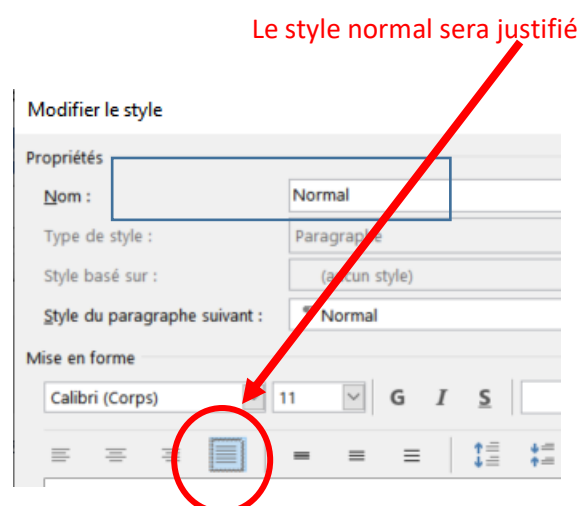 Le style normal sera justifié
Modifier le style
Propriétés
Nom : Normal
Type de style : Paragraphe
Style basé sur : (aucun style)
Style du paragraphe suivant : ¶ Normal
Mise en forme
Calibri (Corps) 11 G I S